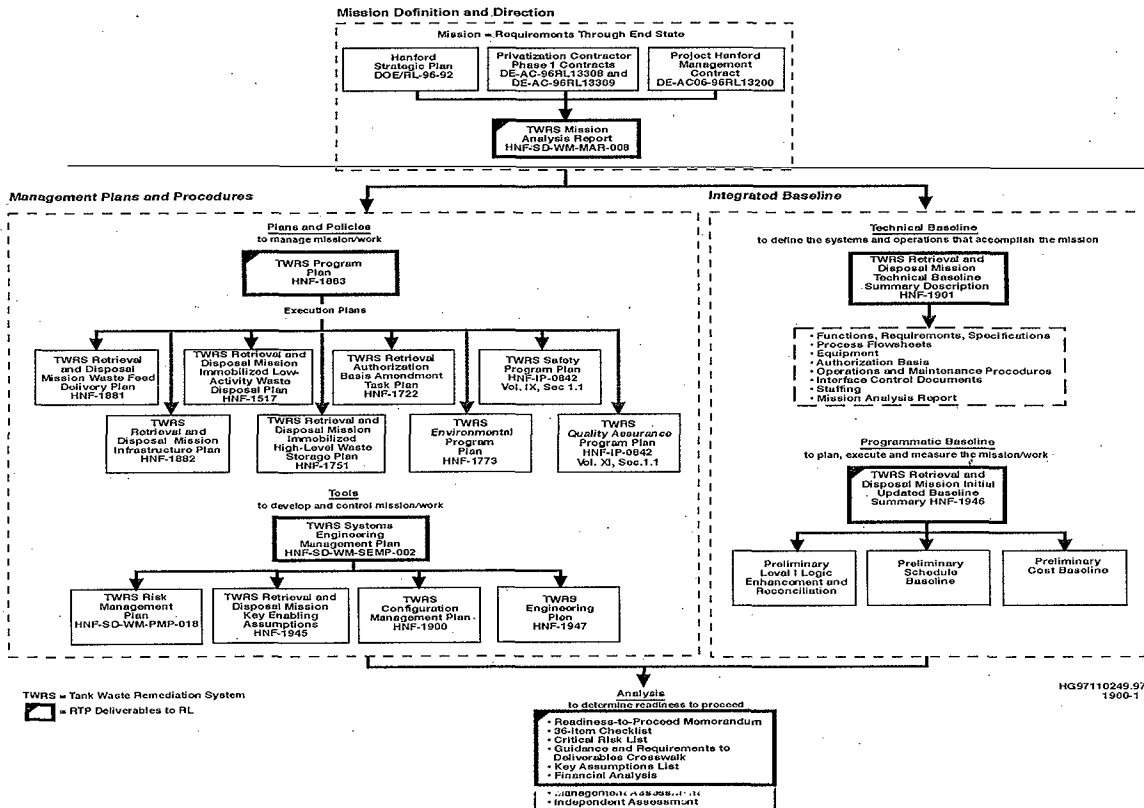 Mission Definition and Direction
Mission = Requirements Through End State
Hanford
Strategic Plan
DOE/RL-96-92
Privatization Contractor
Phase 1 Contracts
DE-AC-96RL13308 and
DE-AC-96RL13309
Project Hanford
Management
Contract
DE-AC06-96RL13200
TWRS Mission
Analysis Report
HNF-SD-WM-MAR-008
Management Plans and Procedures
Plans and Policies
to manage mission/work
TWRS Program
Plan
HNF-1883
Execution Plans
TWRS Retrieval
and Disposal
Mission Waste Feed
Delivery Plan
HNF-1881
TWRS Retrieval and
Disposal Mission
Immobilized Low-
Activity Waste
Disposal Plan
HNF-1517
TWRS Retrieval
Authorization
Basis Amendment
Task Plan
HNF-1722
TWRS Safety
Program Plan
HNF-IP-0842
Vol. IX, Sec 1.1
TWRS
Retrieval and
Disposal Mission
Infrastructure Plan
HNF-1882
TWRS Retrieval and
Disposal Mission
Immobilized
High-Level Waste
Storage Plan
HNF-1751
TWRS
Environmental
Program
Plan
HNF-1773
TWRS
Quality Assurance
Program Plan
HNF-IP-0842
Vol. XI, Sec.1.1
Tools
to develop and control mission/work
TWRS Systems
Engineering
Management Plan
HNF-SD-WM-SEMP-002
TWRS Risk
Management
Plan
HNF-SD-WM-PMP-018
TWRS Retrieval and
Disposal Mission
Key Enabling
Assumptions
HNF-1945
TWRS
Configuration
Management Plan
HNF-1900
TWRS
Engineering
Plan
HNF-1947
Integrated Baseline
Technical Baseline
to define the systems and operations that accomplish the mission
TWRS Retrieval and
Disposal Mission
Technical Baseline
Summary Description
HNF-1901
• Functions, Requirements, Specifications
• Process Flowsheets
• Equipment
• Authorization Basis
• Operations and Maintenance Procedures
• Interface Control Documents
• Staffing
• Mission Analysis Report
Programmatic Baseline
to plan, execute and measure the mission/work
TWRS Retrieval and
Disposal Mission Initial
Updated Baseline
Summary HNF-1946
Preliminary
Level I Logic
Enhancement and
Reconciliation
Preliminary
Schedule
Baseline
Preliminary
Cost Baseline
TWRS = Tank Waste Remediation System
= RTP Deliverables to RL
HG97110249.97
1900-1
Analysis
to determine readiness to proceed
• Readiness-to-Proceed Memorandum
• 36-Item Checklist
• Critical Risk List
• Guidance and Requirements to
Deliverables Crosswalk
• Key Assumptions List
• Financial Analysis
• Management Assessment
• Independent Assessment